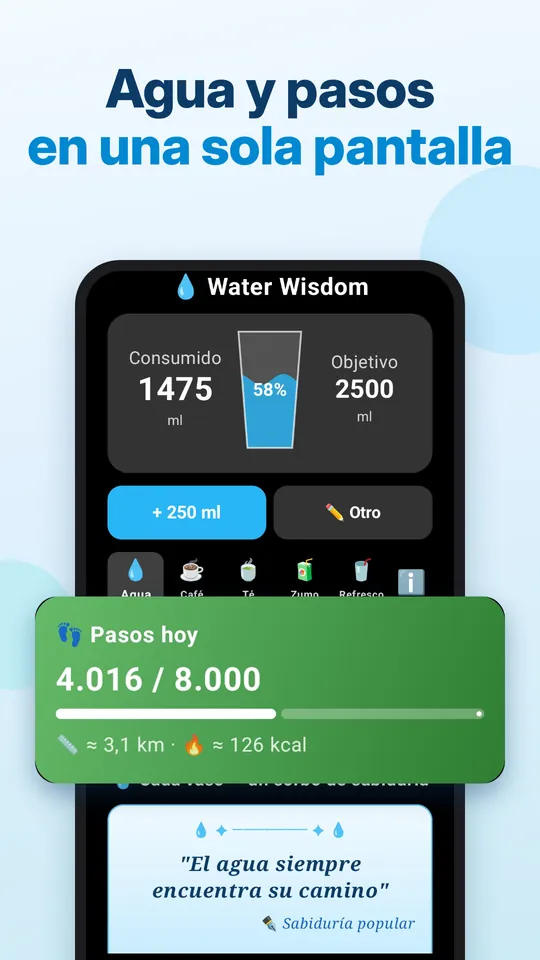 Agua y pasos
en una sola pantalla
Water Wisdom
Consumido
1475
ml
58%
Objetivo
2500
ml
+ 250 ml
Otro
Agua Café Té Zumo Refresco
Pasos hoy
4.016 / 8.000
≈ 3,1 km · ≈ 126 kcal
"El agua siempre
encuentra su camino"
Sabiduría popular